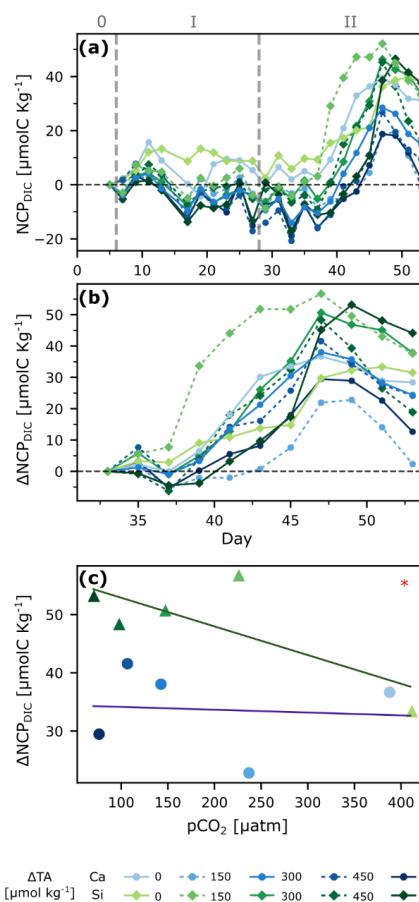 0 I II
(a)
NCP_DIC [µmolC Kg⁻¹]
40
20
0
−20
0 10 20 30 40 50
(b)
ΔNCP_DIC [µmolC Kg⁻¹]
50
40
30
20
10
0
35 40 45 50
Day
(c)
*
ΔNCP_DIC [µmolC Kg⁻¹]
50
40
30
100 150 200 250 300 350 400
pCO₂ [µatm]
ΔTA Ca 0 150 300 450
[µmol kg⁻¹] Si 0 150 300 450